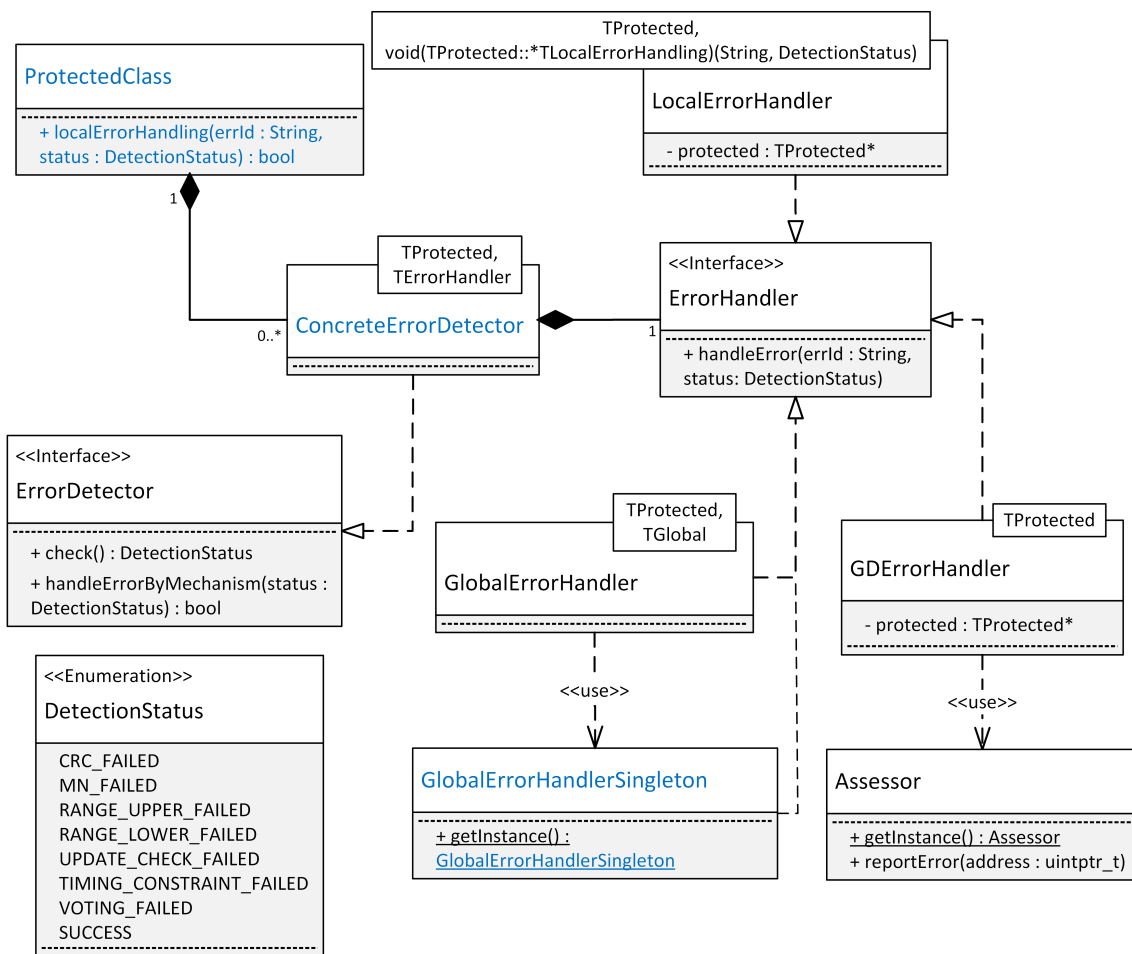 TProtected,
void(TProtected::*TLocalErrorHandling)(String, DetectionStatus)
LocalErrorHandler
- protected : TProtected*
ProtectedClass
+ localErrorHandling(errId : String,
status : DetectionStatus) : bool
1
0..*
TProtected,
TErrorHandler
ConcreteErrorDetector
1
<<Interface>>
ErrorHandler
+ handleError(errId : String,
status: DetectionStatus)
<<Interface>>
ErrorDetector
+ check() : DetectionStatus
+ handleErrorByMechanism(status :
DetectionStatus) : bool
TProtected,
TGlobal
GlobalErrorHandler
<<use>>
TProtected
GDErrorHandler
- protected : TProtected*
<<use>>
<<Enumeration>>
DetectionStatus
CRC_FAILED
MN_FAILED
RANGE_UPPER_FAILED
RANGE_LOWER_FAILED
UPDATE_CHECK_FAILED
TIMING_CONSTRAINT_FAILED
VOTING_FAILED
SUCCESS
GlobalErrorHandlerSingleton
+ getInstance() :
GlobalErrorHandlerSingleton
Assessor
+ getInstance() : Assessor
+ reportError(address : uintptr_t)